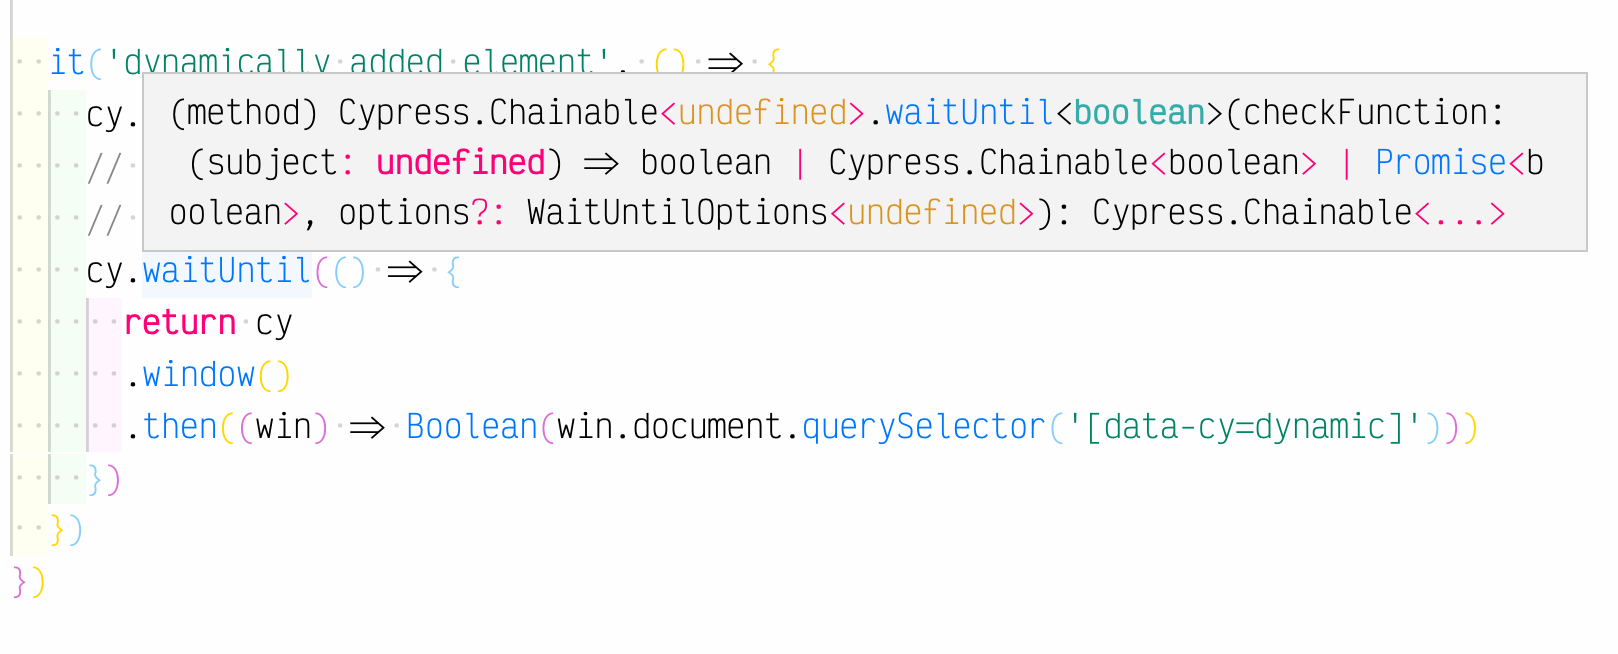 it('dynamically added element', () => {
cy.
(method) Cypress.Chainable<undefined>.waitUntil<boolean>(checkFunction:
//
(subject: undefined) => boolean | Cypress.Chainable<boolean> | Promise<b
//
oolean>, options?: WaitUntilOptions<undefined>): Cypress.Chainable<...>
cy.waitUntil(() => {
return cy
.window()
.then((win) => Boolean(win.document.querySelector('[data-cy=dynamic]')))
})
})
})